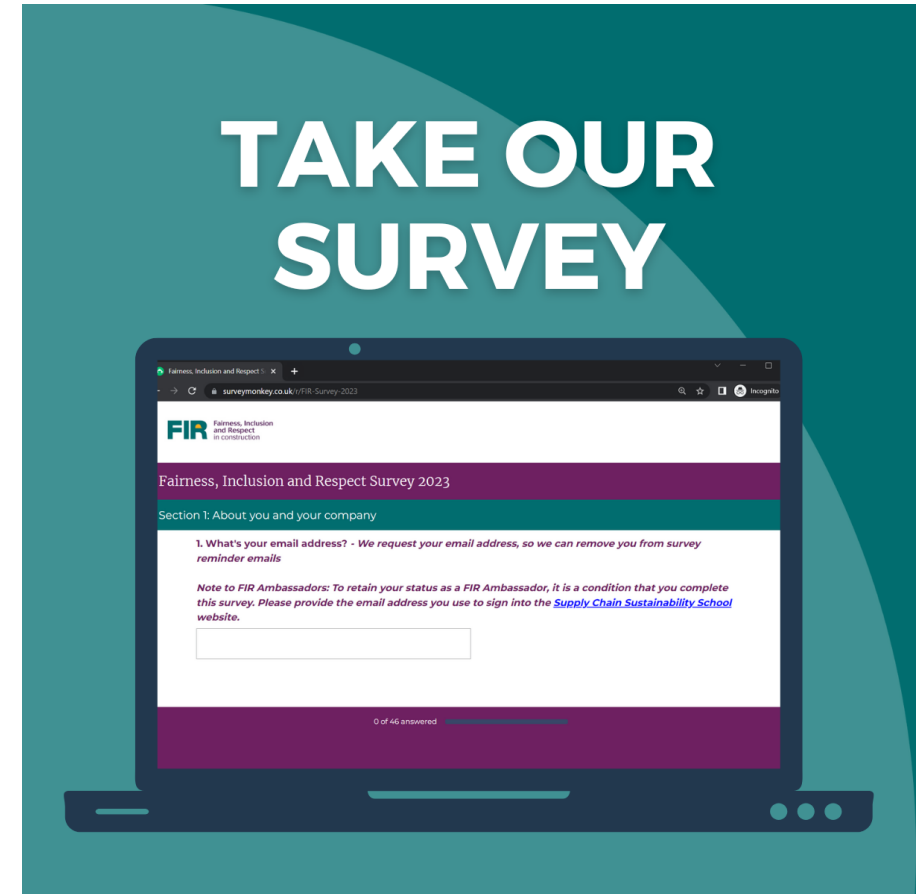 TAKE OUR
SURVEY
Fairness, Inclusion and Respect S
surveymonkey.co.uk/r/FIR-Survey-2023
Incognito
FIR
Fairness, Inclusion
and Respect
in construction
Fairness, Inclusion and Respect Survey 2023
Section 1: About you and your company
1. What's your email address? - We request your email address, so we can remove you from survey
reminder emails
Note to FIR Ambassadors: To retain your status as a FIR Ambassador, it is a condition that you complete
this survey. Please provide the email address you use to sign into the Supply Chain Sustainability School
website.
0 of 46 answered